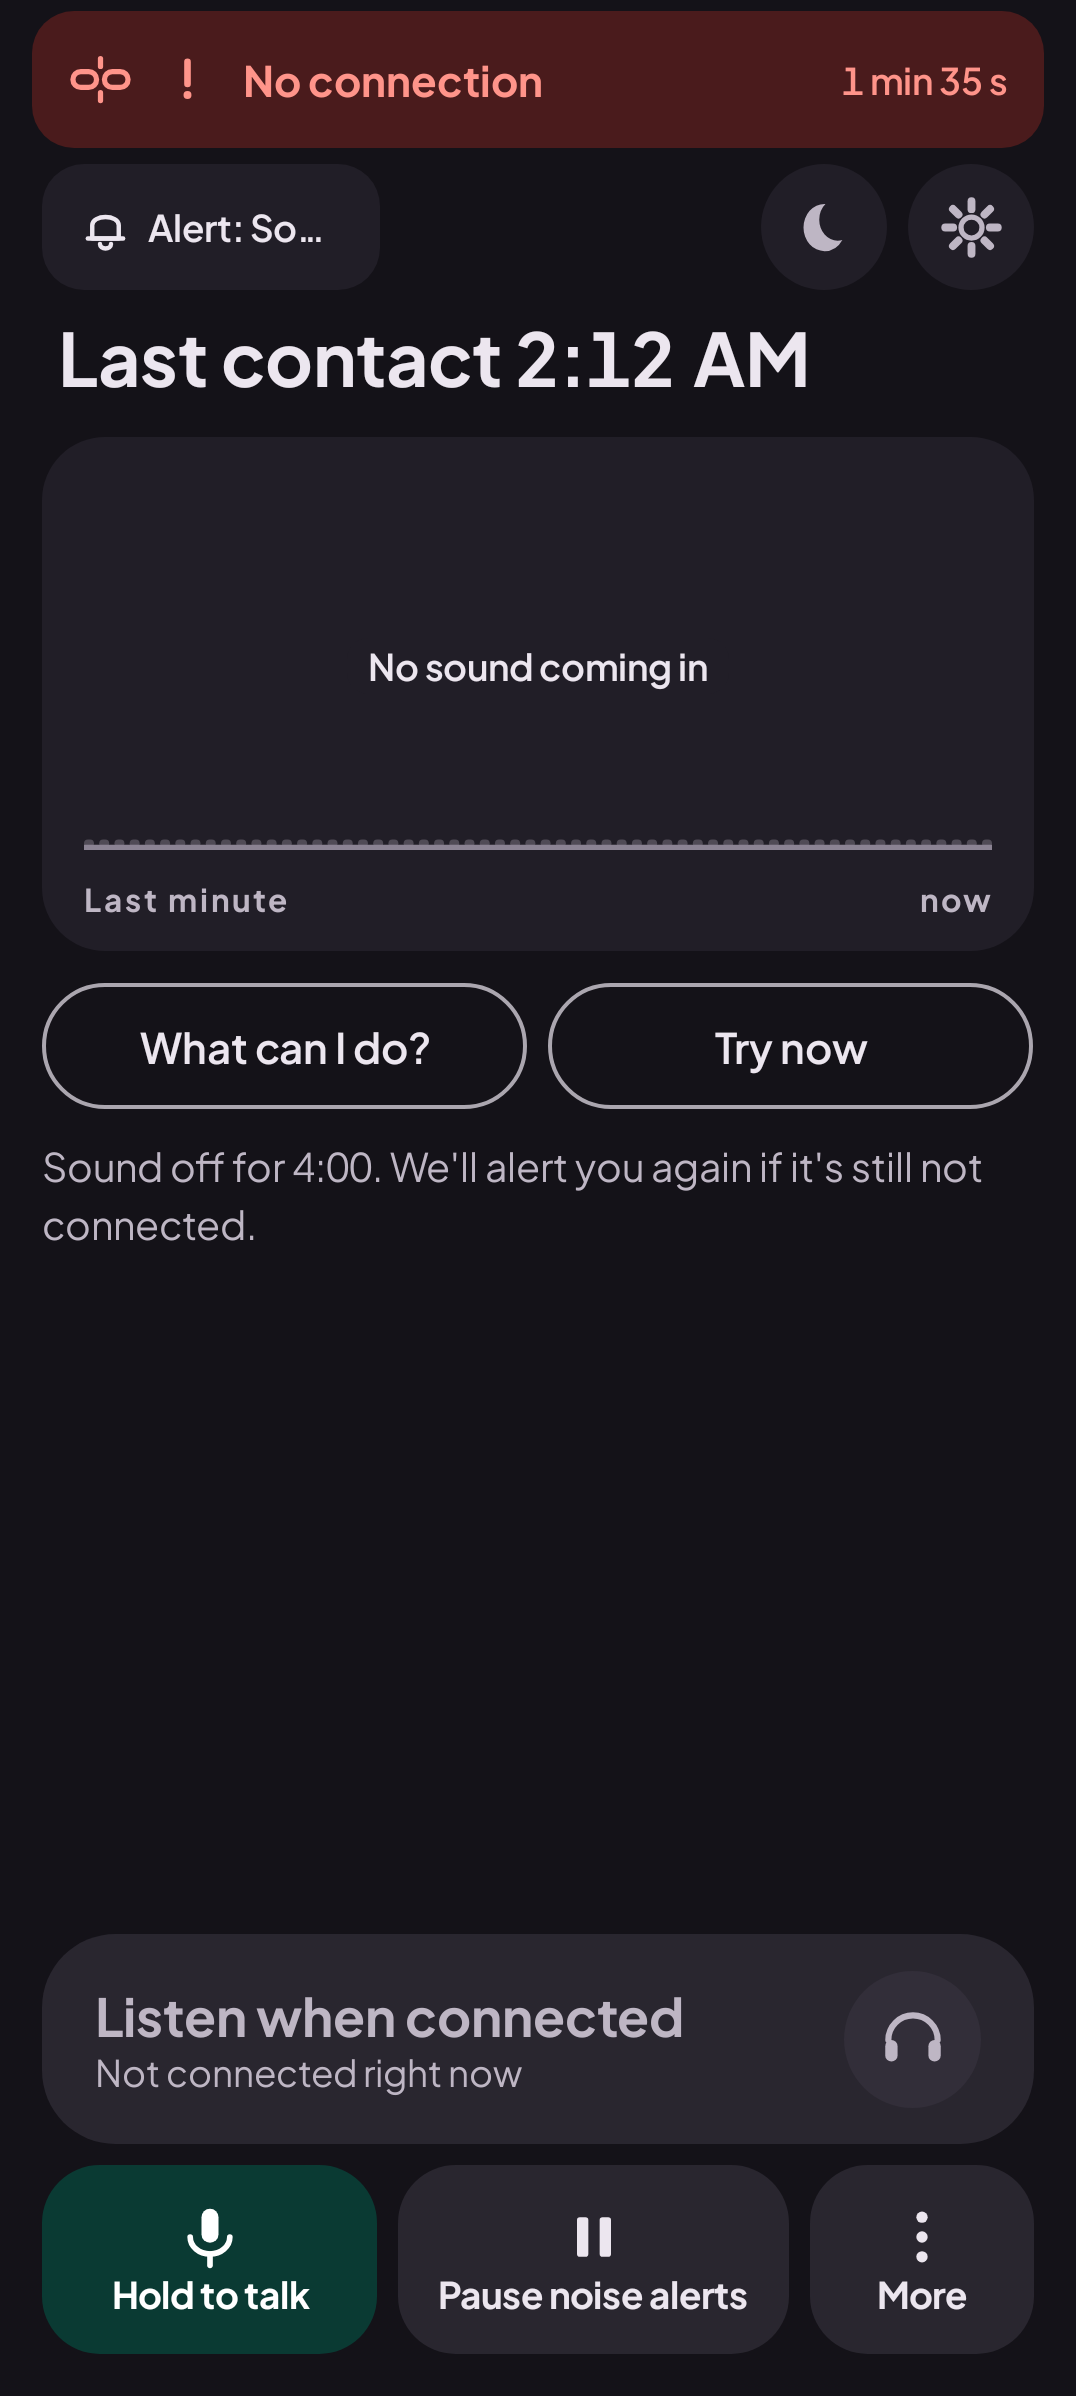 No connection
1 min 35 s
Alert: So...
Last contact 2:12 AM
No sound coming in
Last minute
now
What can I do?
Try now
Sound off for 4:00. We'll alert you again if it's still not
connected.
Listen when connected
Not connected right now
Hold to talk
Pause noise alerts
More